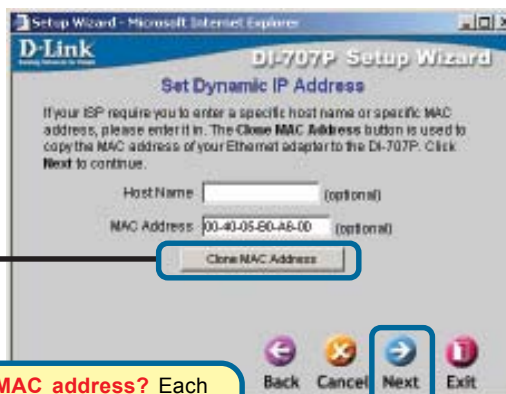 Setup Wizard - Microsoft Internet Explorer
D-Link
Building Networks for People
DI-707P Setup Wizard
Set Dynamic IP Address
If your ISP require you to enter a specific host name or specific MAC
address, please enter it in. The Clone MAC Address button is used to
copy the MAC address of your Ethernet adapter to the DI-707P. Click
Next to continue.
Host Name (optional)
MAC Address 00-40-05-B0-A6-00 (optional)
Clone MAC Address
Back Cancel Next Exit
MAC address? Each